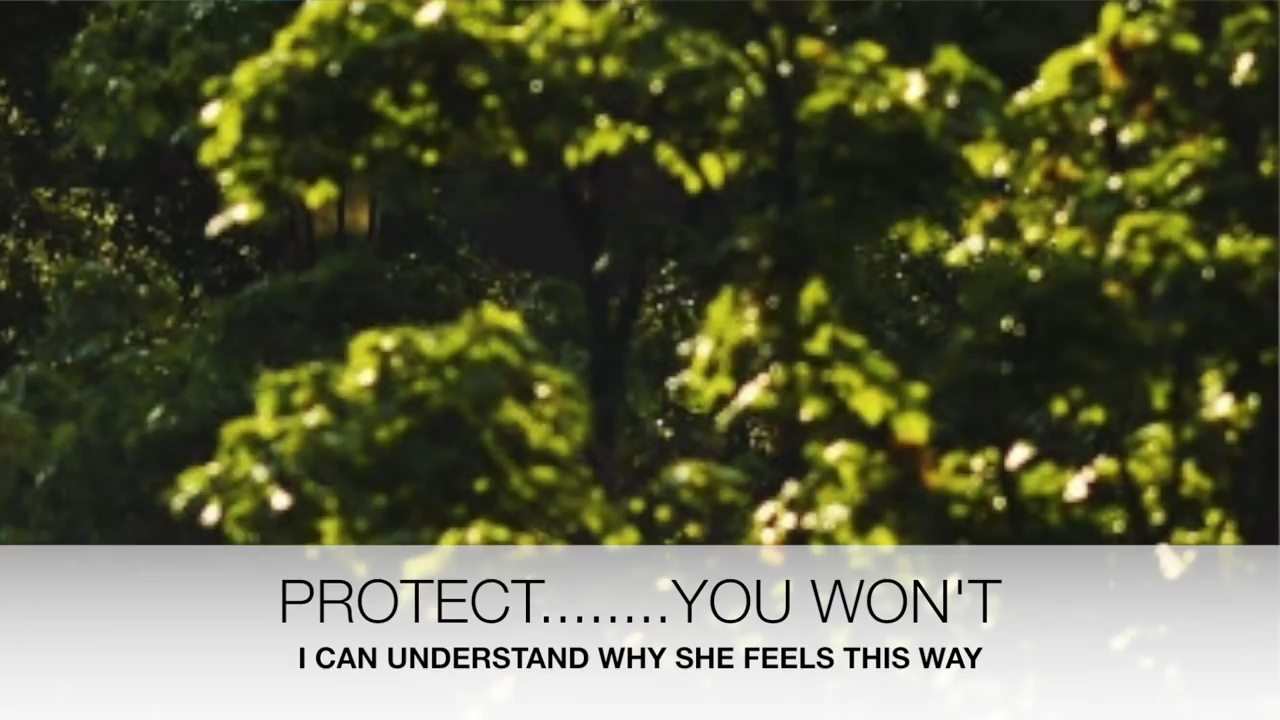 PROTECT........YOU WON'T
I CAN UNDERSTAND WHY SHE FEELS THIS WAY